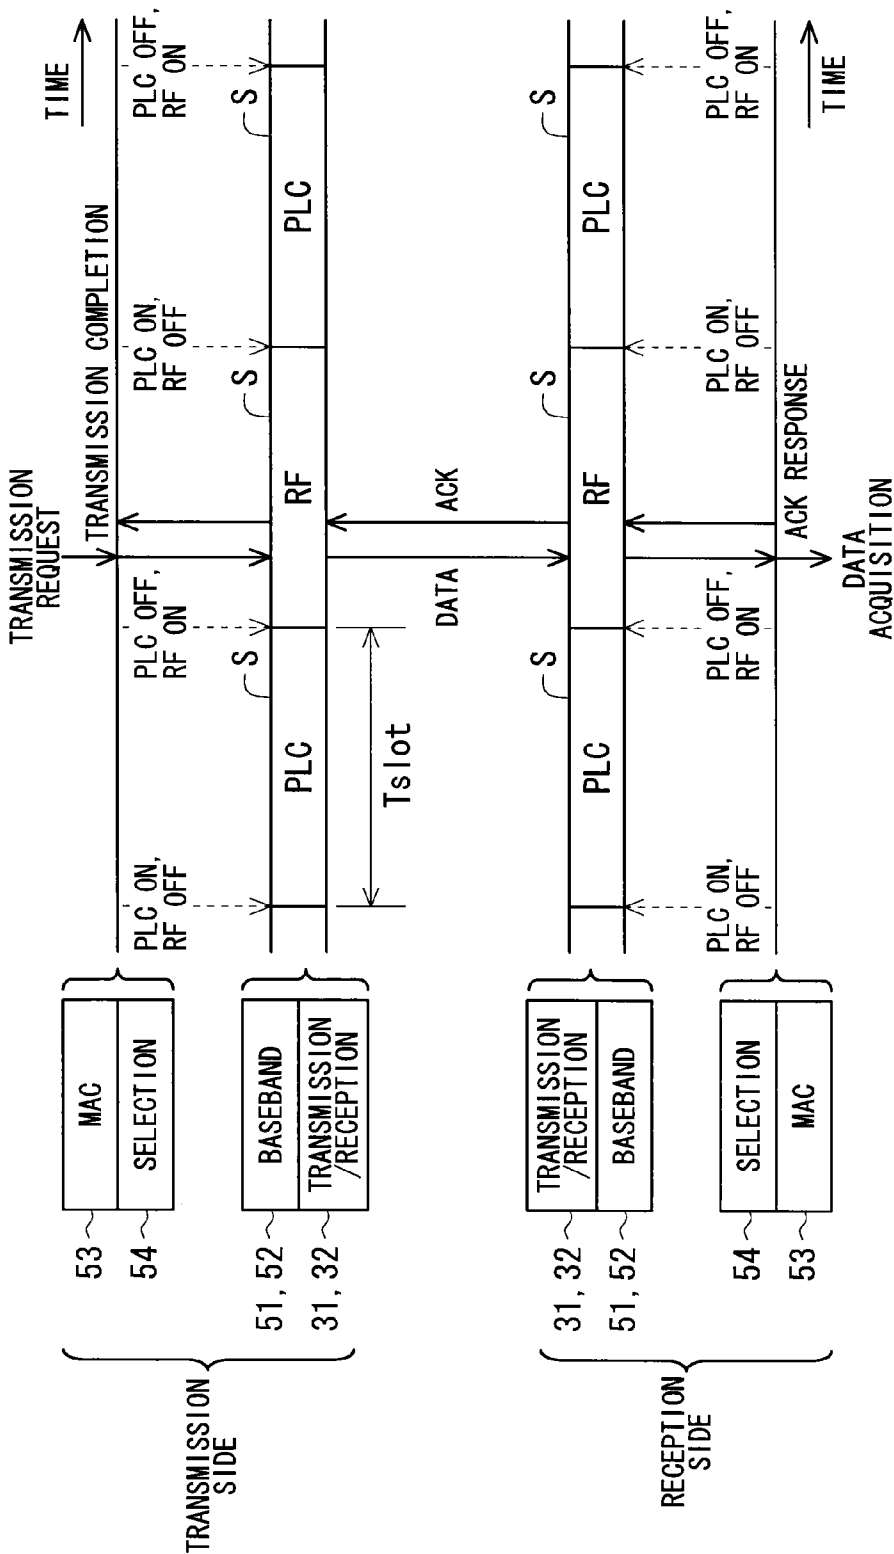 TRANSMISSION
SIDE
53
MAC
54
SELECTION
51, 52
BASEBAND
31, 32
TRANSMISSION
/RECEPTION
TRANSMISSION
REQUEST
TRANSMISSION COMPLETION
TIME
PLC ON,
RF OFF
PLC OFF,
RF ON
PLC ON,
RF OFF
PLC OFF,
RF ON
S
S
S
PLC
RF
PLC
Tslot
DATA
ACK
RECEPTION
SIDE
31, 32
TRANSMISSION
/RECEPTION
51, 52
BASEBAND
54
SELECTION
53
MAC
S
S
S
PLC
RF
PLC
PLC ON,
RF OFF
PLC OFF,
RF ON
PLC ON,
RF OFF
PLC OFF,
RF ON
ACK RESPONSE
TIME
DATA
ACQUISITION